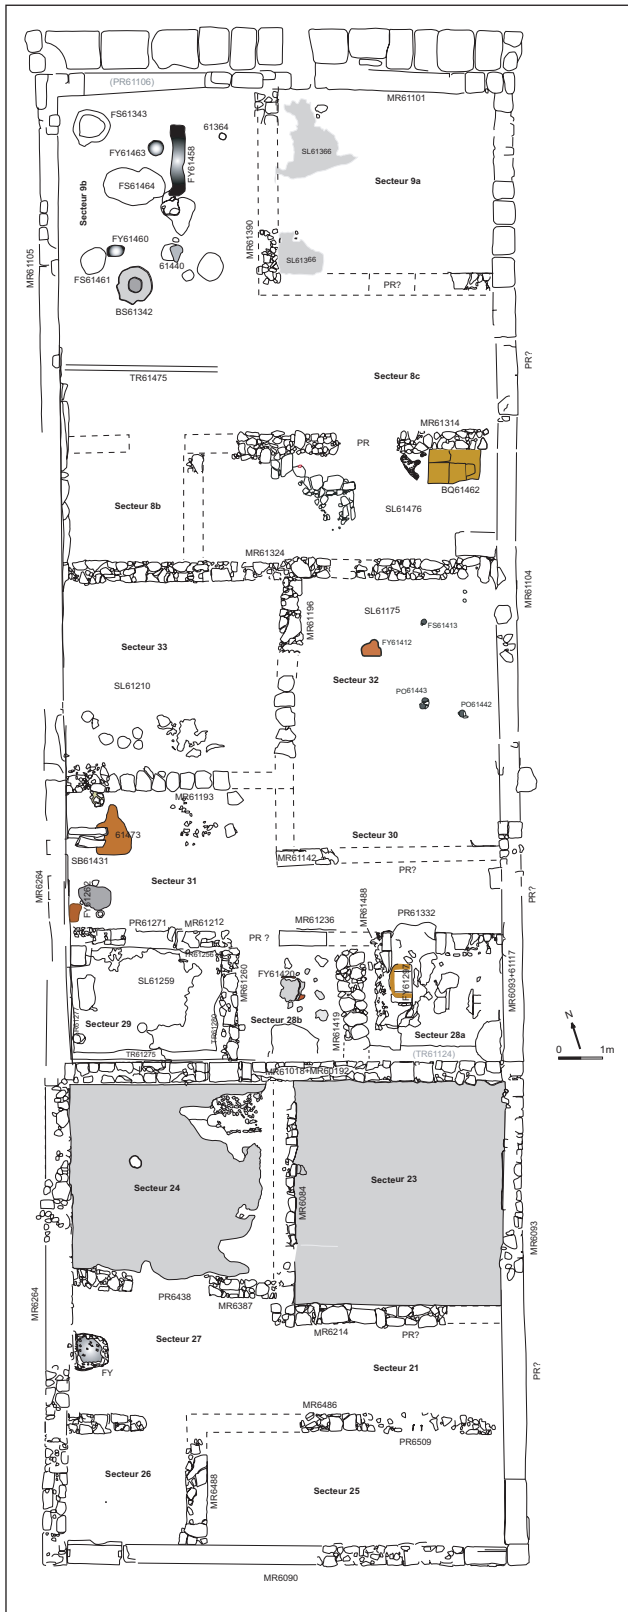 (PR61106)
MR61101
FS61343
61364
FY61463
FY61458
SL61366
FS61464
Secteur 9b
Secteur 9a
MR61390
FY61460
61440
SL61366
MR61105
FS61461
BS61342
PR?
PR?
TR61475
Secteur 8c
MR61314
PR
BQ61462
Secteur 8b
SL61476
MR61324
MR61104
SL61175
MR61196
FS61413
FY61412
Secteur 33
Secteur 32
SL61210
PO61443
PO61442
MR61193
61473
Secteur 30
SB61431
MR61142
MR6264
Secteur 31
PR?
PR?
MR61488
PR61271
MR61212
MR61236
PR61332
PR ?
TR61256
MR61260
SL61259
FY61420
MR6093+61117
TR61277
Secteur 29
TR61280
Secteur 28b
MR61419
Secteur 28a
TR61275
(TR61124)
MR61018+MR60192
N
0 1m
Secteur 24
Secteur 23
MR6084
MR6093
PR6438
MR6387
MR6264
MR6214
PR?
Secteur 27
FY
Secteur 21
PR?
MR6486
PR6509
Secteur 26
MR6488
Secteur 25
MR6090